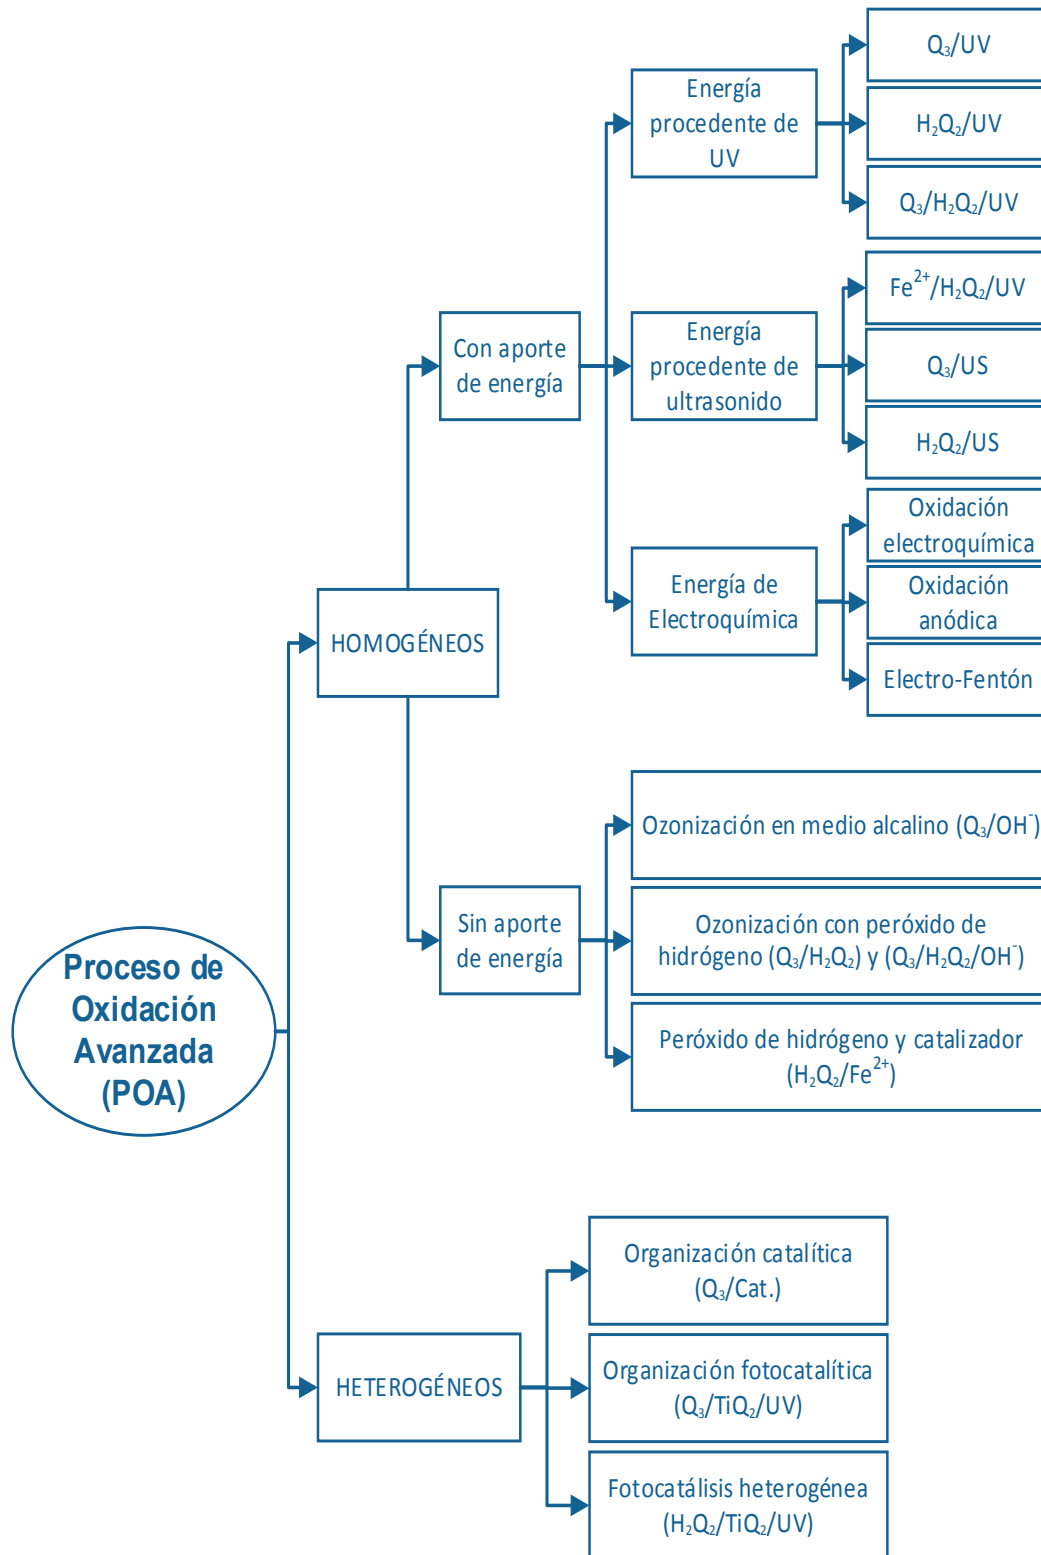 Proceso de
Oxidación
Avanzada
(POA)
HOMOGÉNEOS
Con aporte
de energía
Energía
procedente de
UV
Q₃/UV
H₂Q₂/UV
Q₃/H₂Q₂/UV
Energía
procedente de
ultrasonido
Fe²⁺/H₂Q₂/UV
Q₃/US
H₂Q₂/US
Energía de
Electroquímica
Oxidación
electroquímica
Oxidación
anódica
Electro-Fentón
Sin aporte
de energía
Ozonización en medio alcalino (Q₃/OH⁻)
Ozonización con peróxido de
hidrógeno (Q₃/H₂Q₂) y (Q₃/H₂Q₂/OH⁻)
Peróxido de hidrógeno y catalizador
(H₂Q₂/Fe²⁺)
HETEROGÉNEOS
Organización catalítica
(Q₃/Cat.)
Organización fotocatalítica
(Q₃/TiQ₂/UV)
Fotocatálisis heterogénea
(H₂Q₂/TiQ₂/UV)